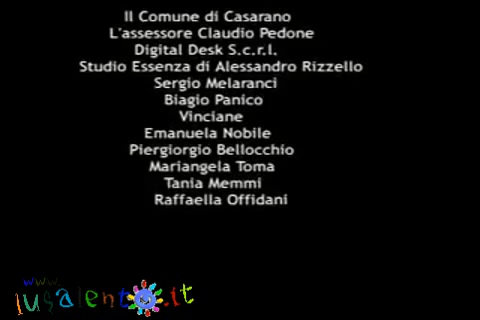 Il Comune di Casarano
L'assessore Claudio Pedone
Digital Desk S.c.r.l.
Studio Essenza di Alessandro Rizzello
Sergio Melaranci
Biagio Panico
Vinciane
Emanuela Nobile
Piergiorgio Bellocchio
Mariangela Toma
Tania Memmi
Raffaella Offidani
www.
iusalento.it